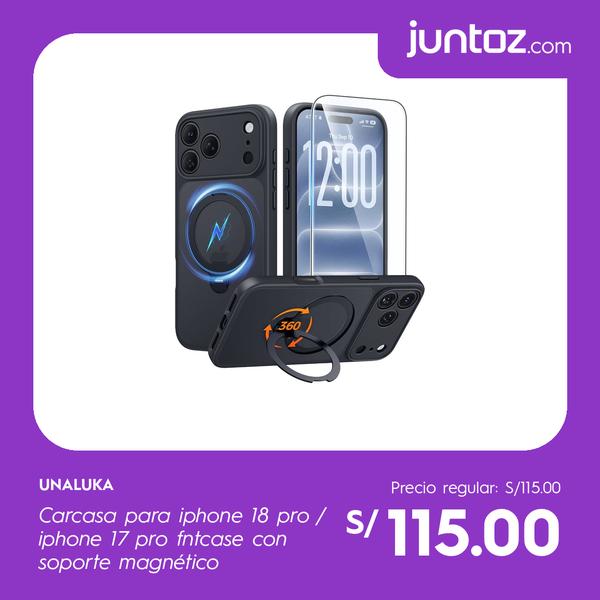 juntoz.com
12:00
360
UNALUKA
Carcasa para iphone 18 pro /
iphone 17 pro fntcase con
soporte magnético
Precio regular: S/115.00
S/115.00